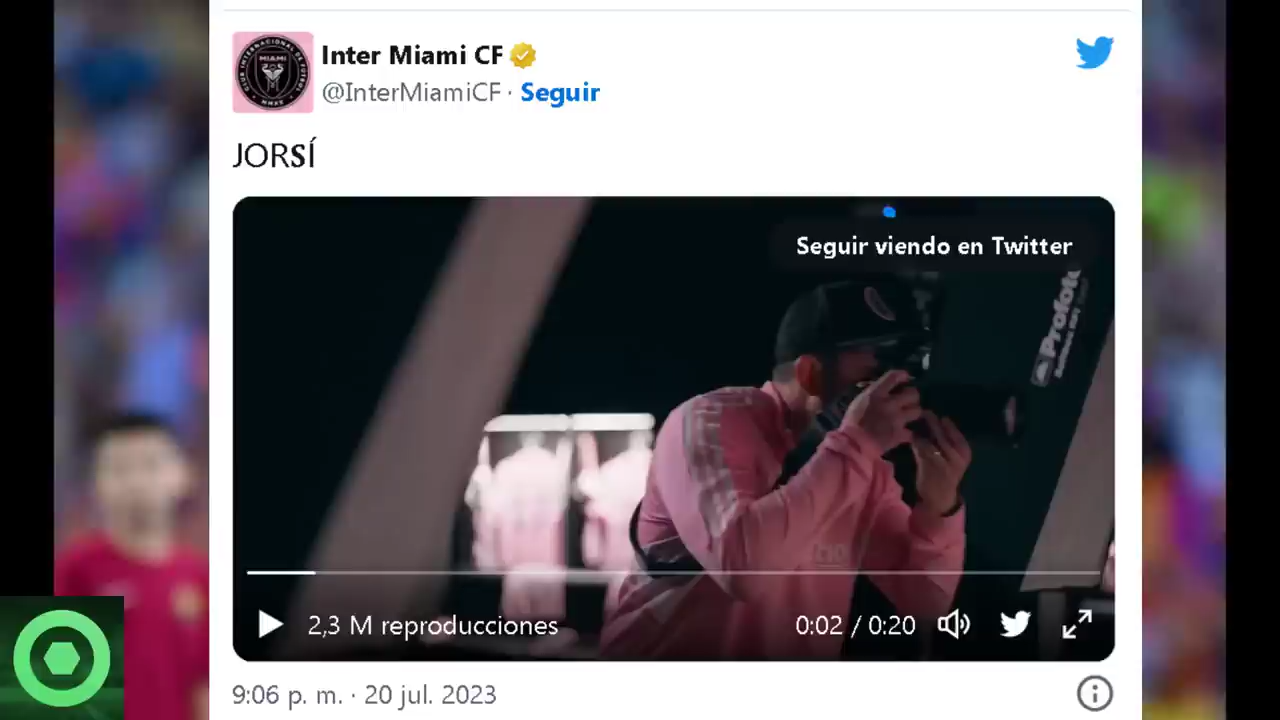 Inter Miami CF
@InterMiamiCF · Seguir
JORSÍ
Seguir viendo en Twitter
Profoto
2,3 M reproducciones
0:02 / 0:20
9:06 p. m. · 20 jul. 2023